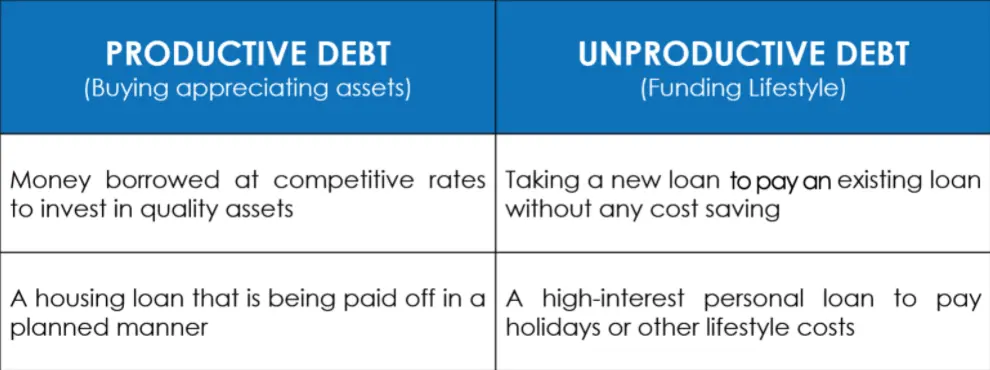 PRODUCTIVE DEBT
(Buying appreciating assets)
UNPRODUCTIVE DEBT
(Funding Lifestyle)
Money borrowed at competitive rates
to invest in quality assets
Taking a new loan to pay an existing loan
without any cost saving
A housing loan that is being paid off in a
planned manner
A high-interest personal loan to pay
holidays or other lifestyle costs